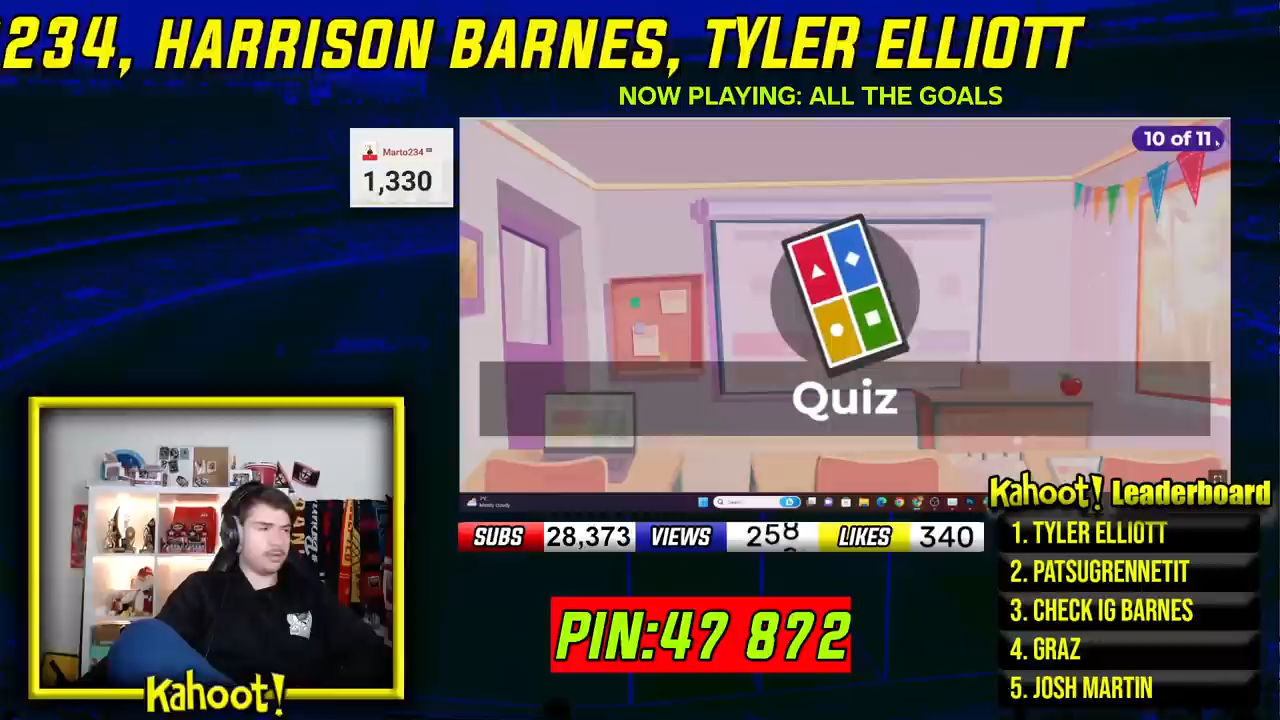 234, HARRISON BARNES, TYLER ELLIOTT
NOW PLAYING: ALL THE GOALS
Marto234
1,330
10 of 11
Quiz
Search
Kahoot! Leaderboard
SUBS 28,373 VIEWS 258 LIKES 340
1. TYLER ELLIOTT
2. PATSUGRENNETIT
3. CHECK IG BARNES
4. GRAZ
5. JOSH MARTIN
PIN:47 872
Kahoot!